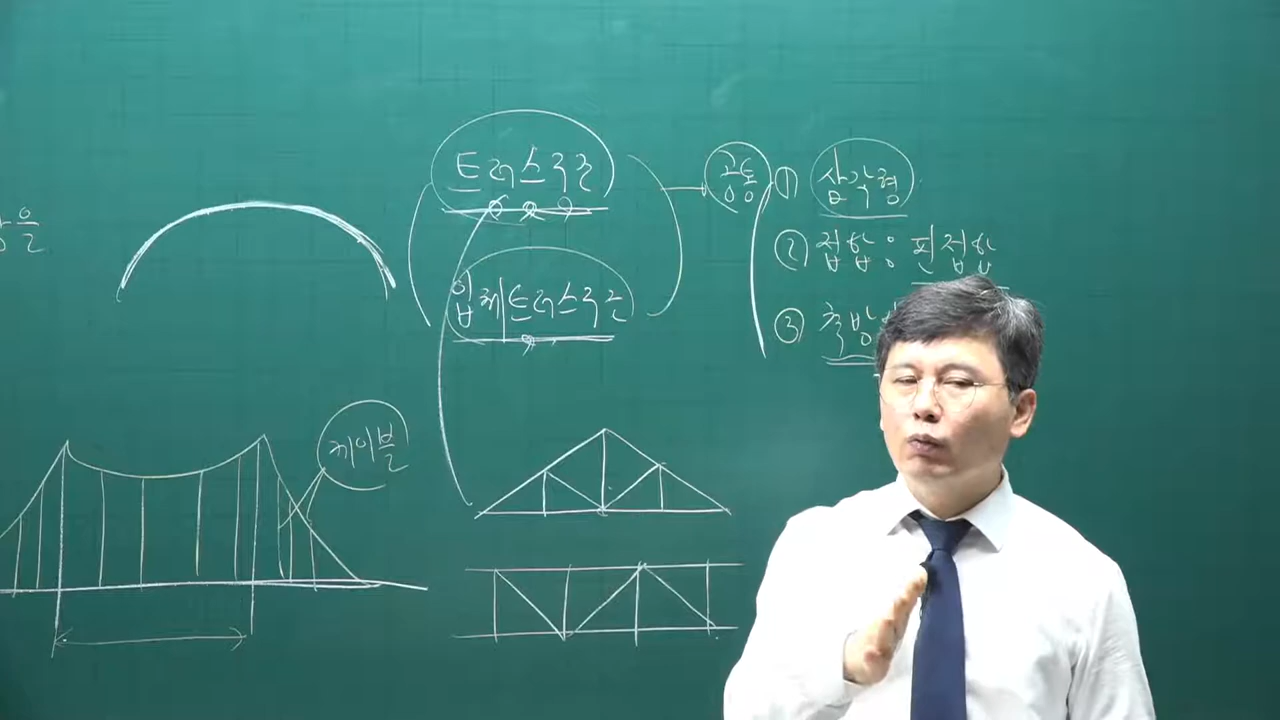 트러스구조
입체트러스구조
공통
① 삼각형
② 접합 : 핀접합
③ 축방
케이블